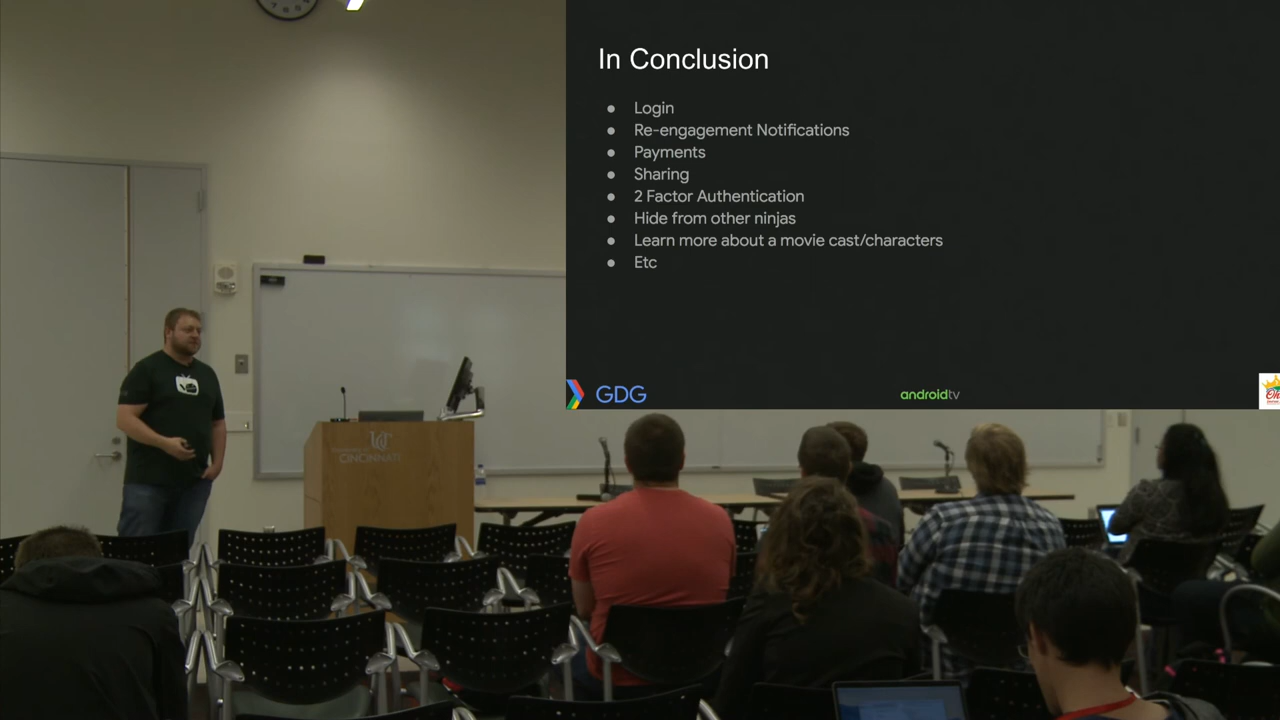 In Conclusion
● Login
● Re-engagement Notifications
● Payments
● Sharing
● 2 Factor Authentication
● Hide from other ninjas
● Learn more about a movie cast/characters
● Etc
GDG
androidtv
CINCINNATI